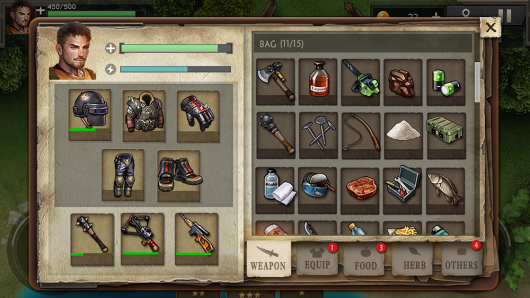 450/500
BAG (11/15)
WEAPON
EQUIP
1
FOOD
3
HERB
OTHERS
4